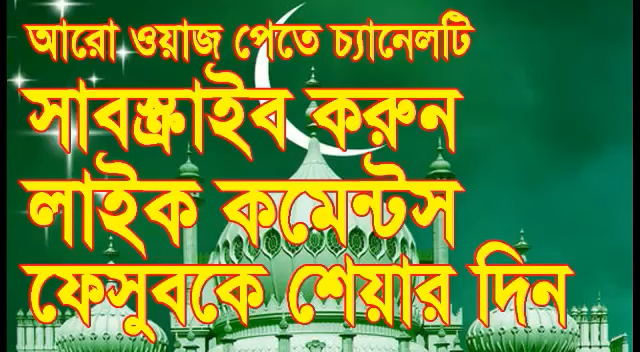 আরো ওয়াজ পেতে চ্যানেলটি
সাবস্ক্রাইব করুন
লাইক কমেন্টস
ফেসুবকে শেয়ার দিন